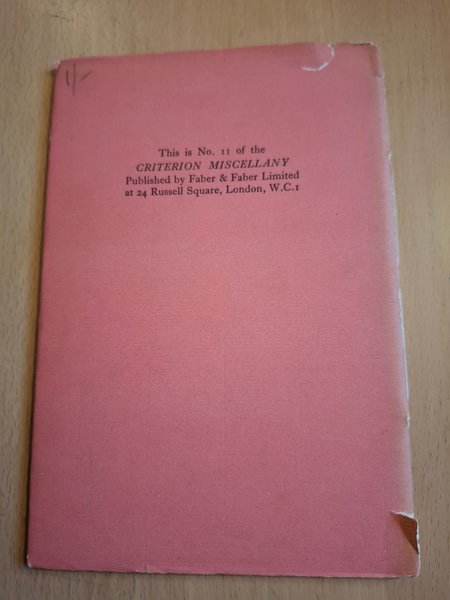 1/-
This is No. 11 of the
CRITERION MISCELLANY
Published by Faber & Faber Limited
at 24 Russell Square, London, W.C.1